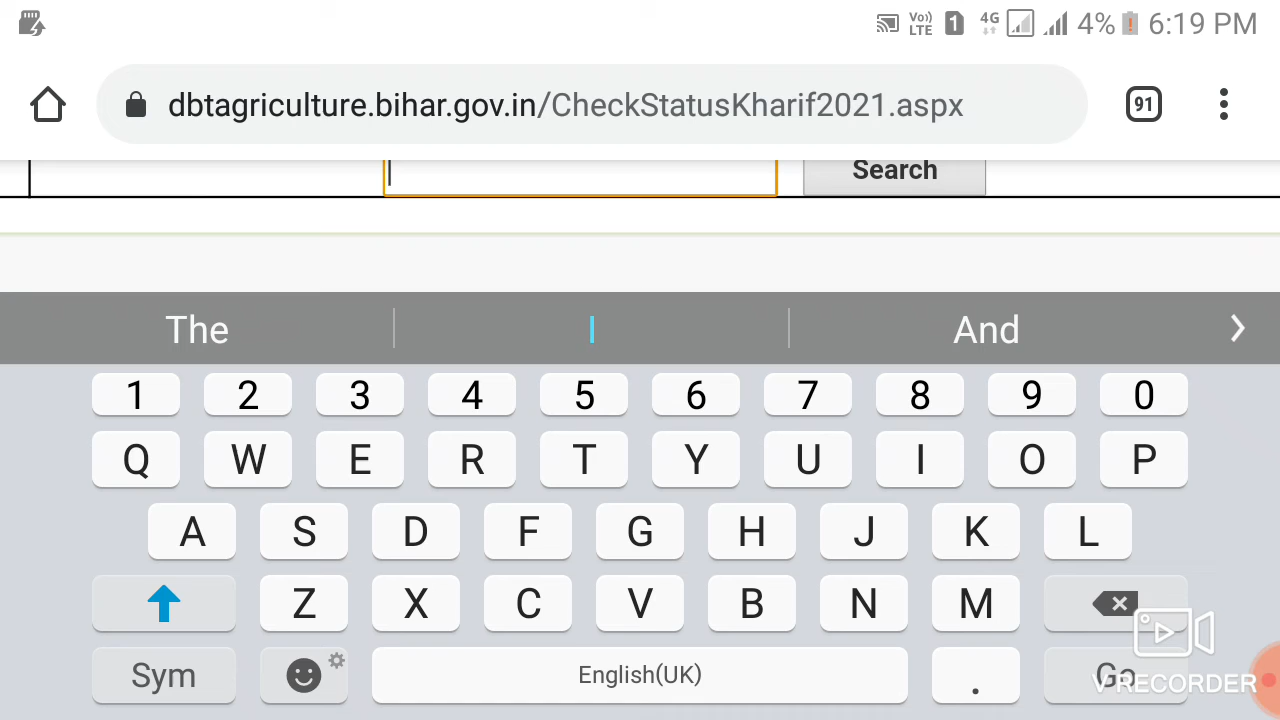 Vo)) LTE 1 4G 4% 6:19 PM
dbtagriculture.bihar.gov.in/CheckStatusKharif2021.aspx 91
Search
The I And
1 2 3 4 5 6 7 8 9 0
Q W E R T Y U I O P
A S D F G H J K L
Z X C V B N M
Sym English(UK) . Go
VRECORDER